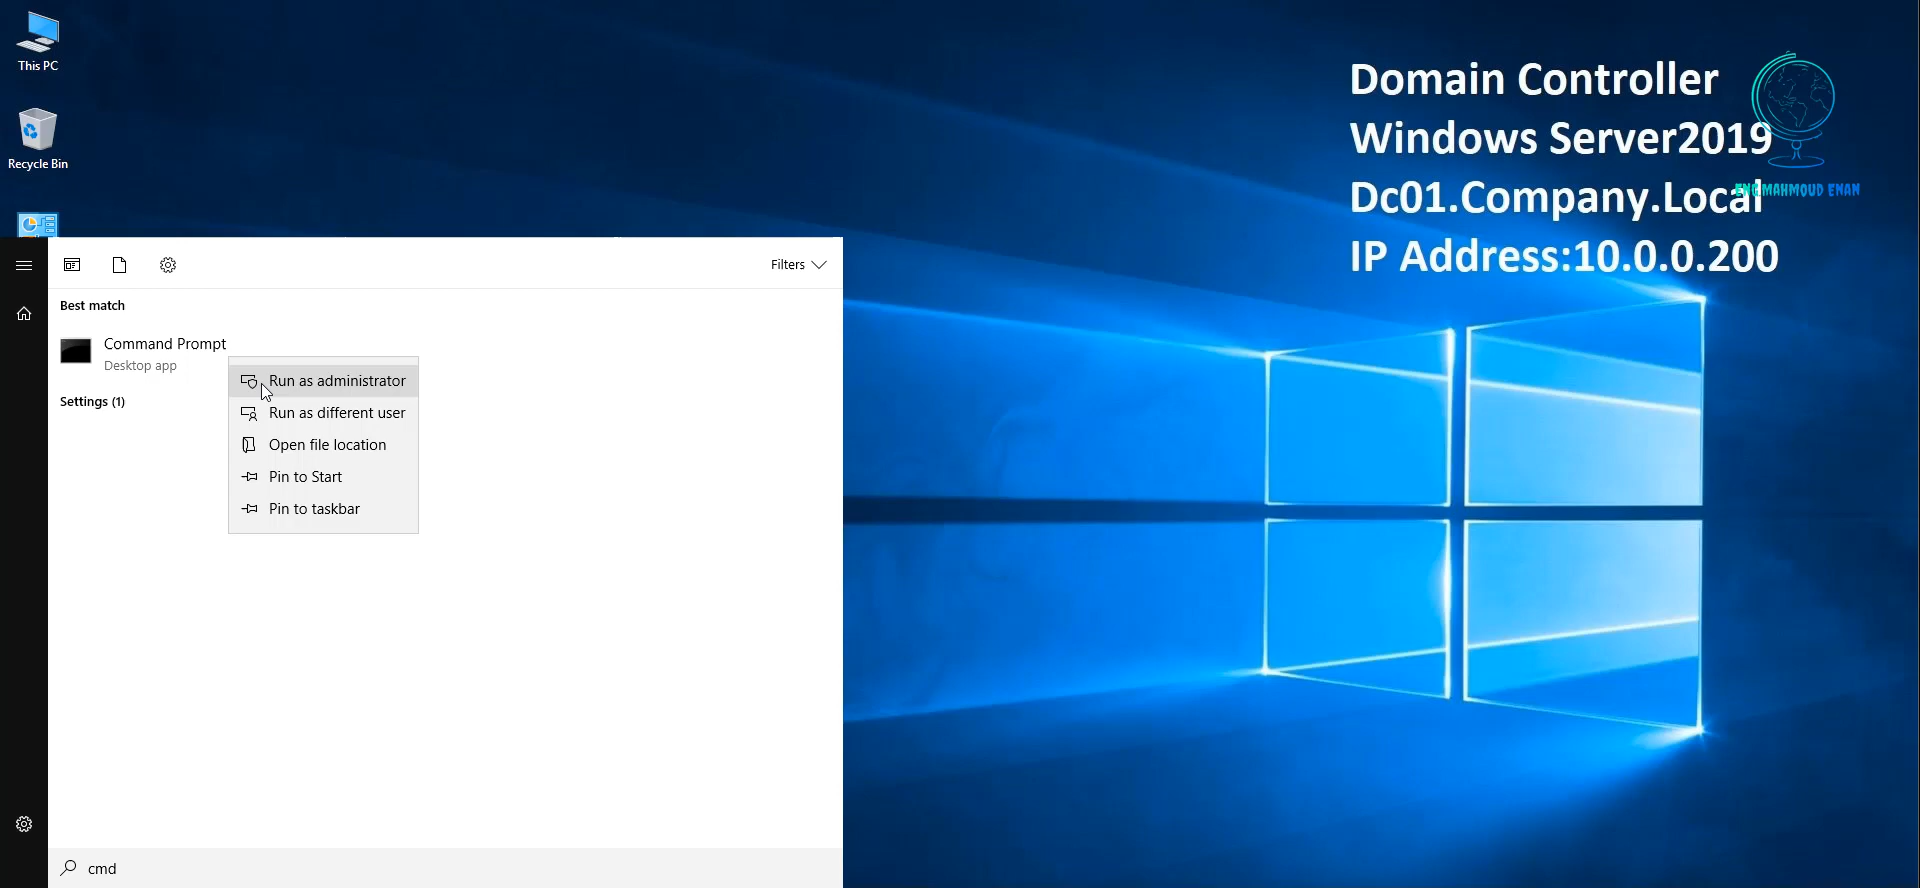 This PC
Recycle Bin
Domain Controller
Windows Server2019
Dc01.Company.Local
IP Address:10.0.0.200
ENG.MAHMOUD ENAN
Filters
Best match
Command Prompt
Desktop app
Run as administrator
Run as different user
Open file location
Pin to Start
Pin to taskbar
Settings (1)
cmd